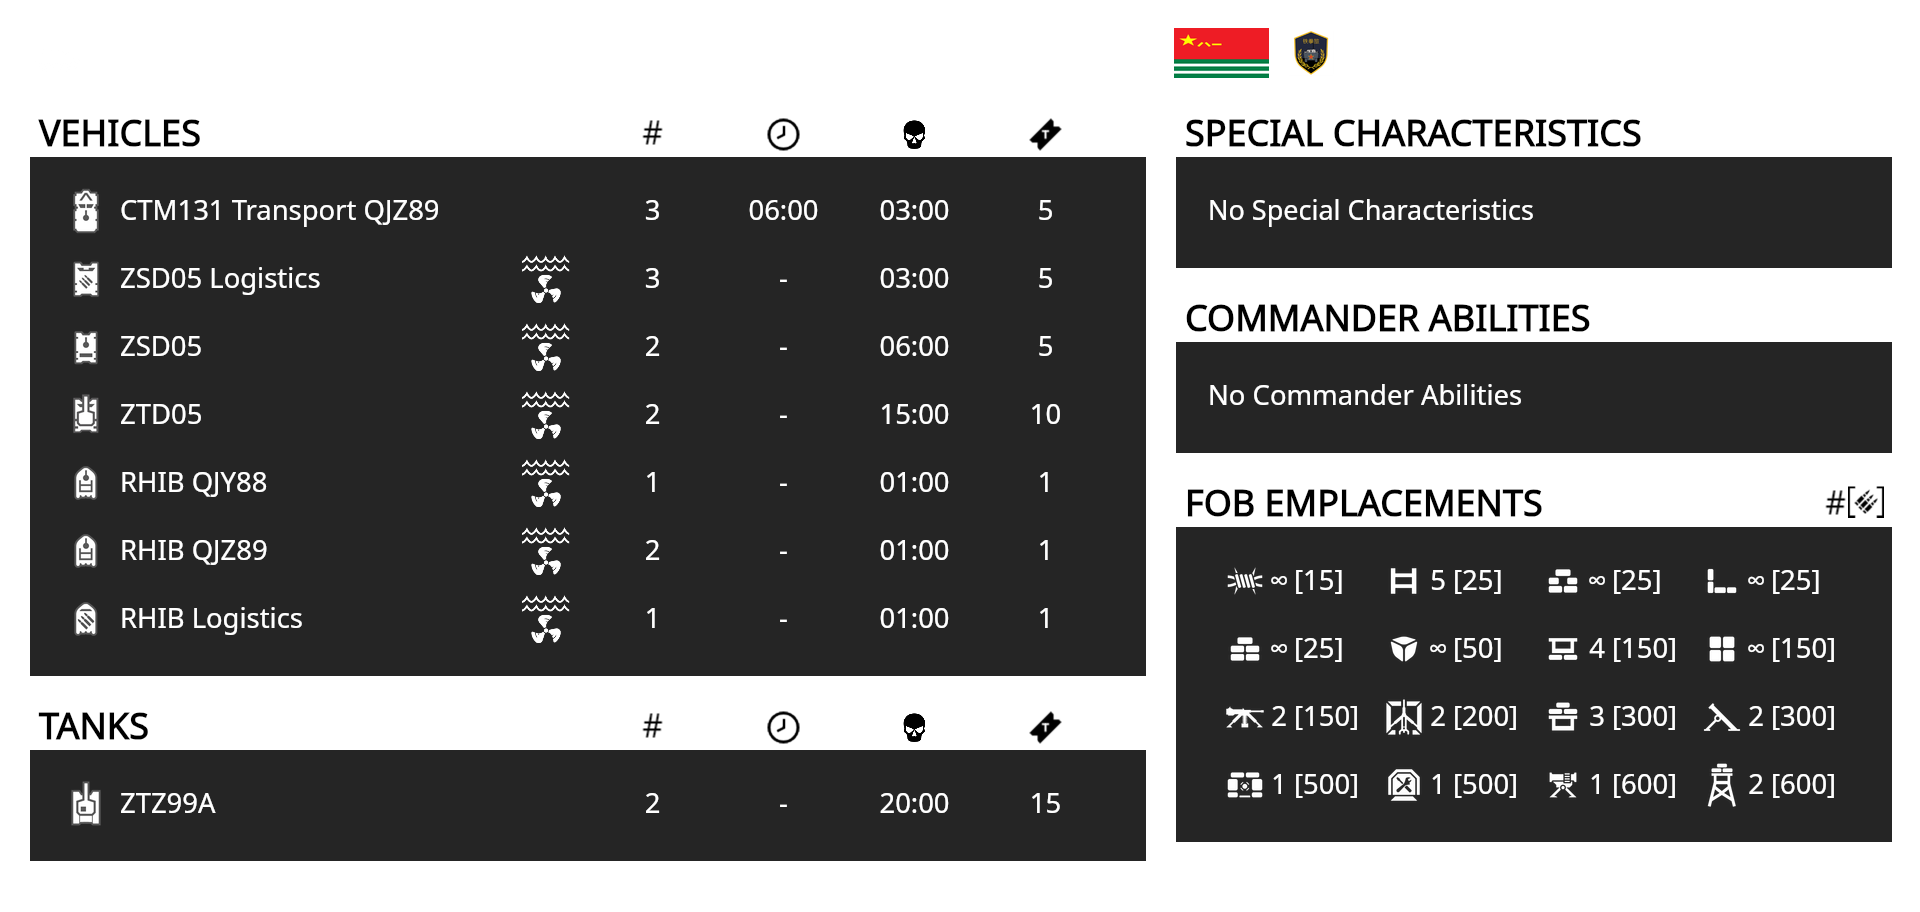 VEHICLES #
CTM131 Transport QJZ89 3 06:00 03:00 5
ZSD05 Logistics 3 - 03:00 5
ZSD05 2 - 06:00 5
ZTD05 2 - 15:00 10
RHIB QJY88 1 - 01:00 1
RHIB QJZ89 2 - 01:00 1
RHIB Logistics 1 - 01:00 1
TANKS #
ZTZ99A 2 - 20:00 15
SPECIAL CHARACTERISTICS
No Special Characteristics
COMMANDER ABILITIES
No Commander Abilities
FOB EMPLACEMENTS #[ ]
∞ [15] 5 [25] ∞ [25] ∞ [25]
∞ [25] ∞ [50] 4 [150] ∞ [150]
2 [150] 2 [200] 3 [300] 2 [300]
1 [500] 1 [500] 1 [600] 2 [600]